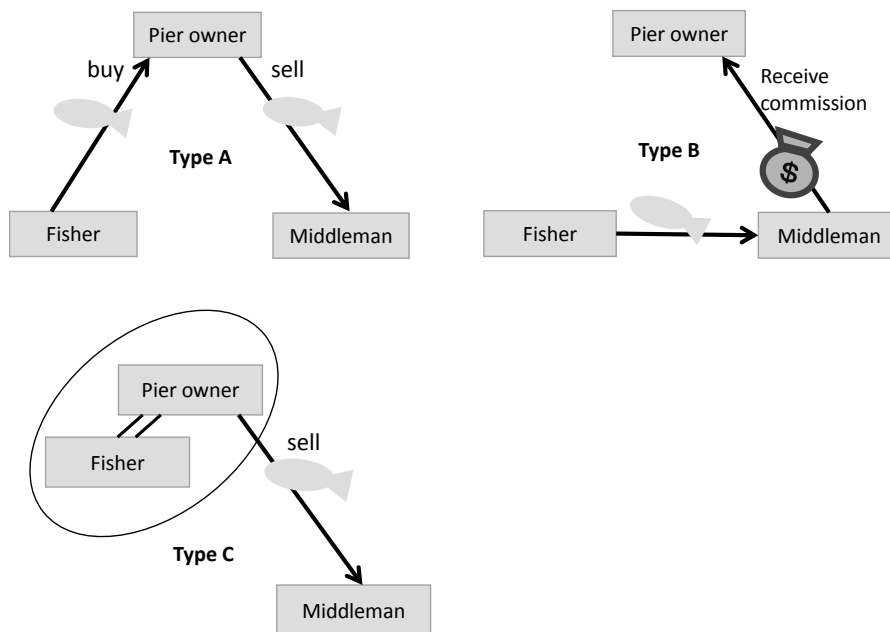 Pier owner
buy
sell
Type A
Fisher
Middleman
Pier owner
Receive
commission
Type B
$
Fisher
Middleman
Pier owner
Fisher
sell
Type C
Middleman